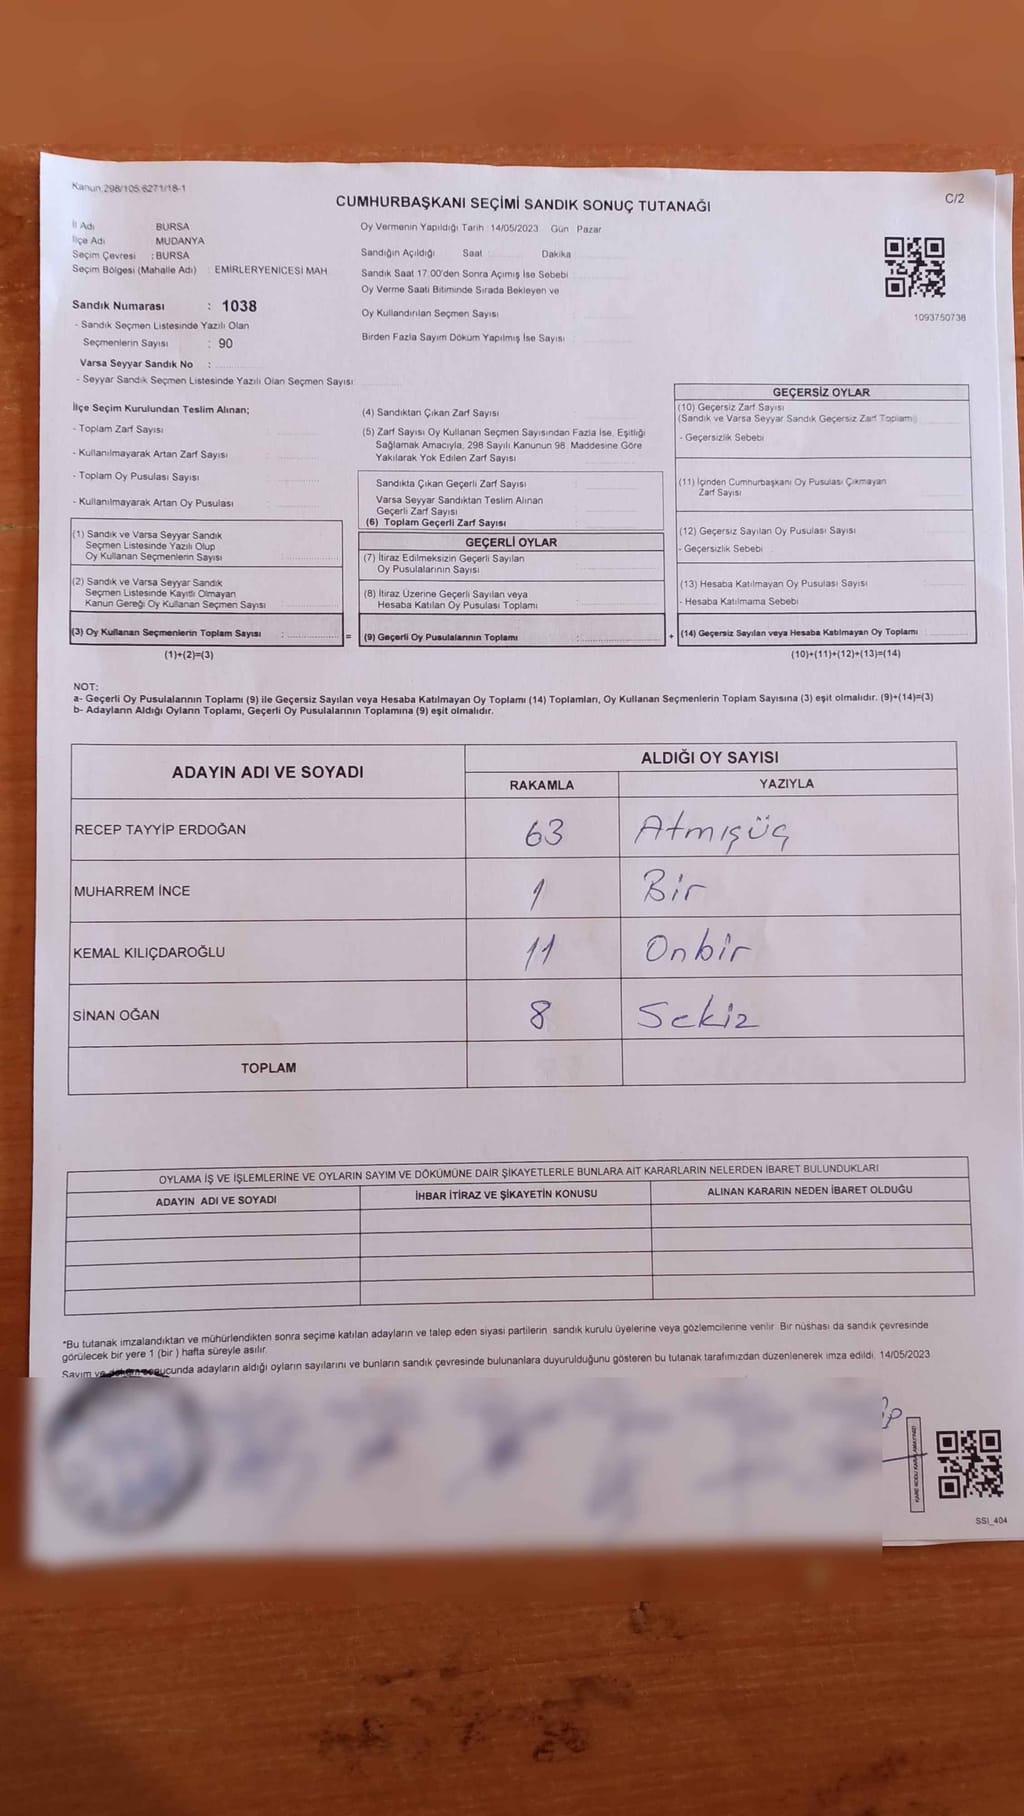 Kanun.298/105.6271/18-1
C/2
CUMHURBAŞKANI SEÇİMİ SANDIK SONUÇ TUTANAĞI
İl Adı BURSA
İlçe Adı MUDANYA
Seçim Çevresi : BURSA
Seçim Bölgesi (Mahalle Adı) : EMİRLERYENİCESİ MAH.
Sandık Numarası : 1038
- Sandık Seçmen Listesinde Yazılı Olan
Seçmenlerin Sayısı : 90
Varsa Seyyar Sandık No :
- Seyyar Sandık Seçmen Listesinde Yazılı Olan Seçmen Sayısı
Oy Vermenin Yapıldığı Tarih 14/05/2023 Gün Pazar
Sandığın Açıldığı Saat Dakika
Sandık Saat 17:00'den Sonra Açımış İse Sebebi
Oy Verme Saati Bitiminde Sırada Bekleyen ve
Oy Kullandırılan Seçmen Sayısı
Birden Fazla Sayım Döküm Yapılmış İse Sayısı
1093750738
İlçe Seçim Kurulundan Teslim Alınan;
- Toplam Zarf Sayısı
- Kullanılmayarak Artan Zarf Sayısı
- Toplam Oy Pusulası Sayısı
- Kullanılmayarak Artan Oy Pusulası
(1) Sandık ve Varsa Seyyar Sandık
Seçmen Listesinde Yazılı Olup
Oy Kullanan Seçmenlerin Sayısı
(2) Sandık ve Varsa Seyyar Sandık
Seçmen Listesinde Kayıtlı Olmayan
Kanun Gereği Oy Kullanan Seçmen Sayısı
(3) Oy Kullanan Seçmenlerin Toplam Sayısı :
(1)+(2)=(3)
(4) Sandıktan Çıkan Zarf Sayısı
(5) Zarf Sayısı Oy Kullanan Seçmen Sayısından Fazla İse, Eşitliği
Sağlamak Amacıyla, 298 Sayılı Kanunun 98. Maddesine Göre
Yakılarak Yok Edilen Zarf Sayısı
Sandıkta Çıkan Geçerli Zarf Sayısı
Varsa Seyyar Sandıktan Teslim Alınan
Geçerli Zarf Sayısı
(6) Toplam Geçerli Zarf Sayısı
GEÇERLİ OYLAR
(7) İtiraz Edilmeksizin Geçerli Sayılan
Oy Pusulalarının Sayısı
(8) İtiraz Üzerine Geçerli Sayılan veya
Hesaba Katılan Oy Pusulası Toplamı
= (9) Geçerli Oy Pusulalarının Toplamı :
GEÇERSİZ OYLAR
(10) Geçersiz Zarf Sayısı
(Sandık ve Varsa Seyyar Sandık Geçersiz Zarf Toplamı)
- Geçersizlik Sebebi
(11) İçinden Cumhurbaşkanı Oy Pusulası Çıkmayan
Zarf Sayısı
(12) Geçersiz Sayılan Oy Pusulası Sayısı
- Geçersizlik Sebebi
(13) Hesaba Katılmayan Oy Pusulası Sayısı
- Hesaba Katılmama Sebebi
+ (14) Geçersiz Sayılan veya Hesaba Katılmayan Oy Toplamı
(10)+(11)+(12)+(13)=(14)
NOT:
a- Geçerli Oy Pusulalarının Toplamı (9) ile Geçersiz Sayılan veya Hesaba Katılmayan Oy Toplamı (14) Toplamları, Oy Kullanan Seçmenlerin Toplam Sayısına (3) eşit olmalıdır. (9)+(14)=(3)
b- Adayların Aldığı Oyların Toplamı, Geçerli Oy Pusulalarının Toplamına (9) eşit olmalıdır.
ADAYIN ADI VE SOYADI
ALDIĞI OY SAYISI
RAKAMLA YAZIYLA
RECEP TAYYİP ERDOĞAN 63 Atmışüç
MUHARREM İNCE 1 Bir
KEMAL KILIÇDAROĞLU 11 Onbir
SİNAN OĞAN 8 Sekiz
TOPLAM
OYLAMA İŞ VE İŞLEMLERİNE VE OYLARIN SAYIM VE DÖKÜMÜNE DAİR ŞİKAYETLERLE BUNLARA AİT KARARLARIN NELERDEN İBARET BULUNDUKLARI
ADAYIN ADI VE SOYADI İHBAR İTİRAZ VE ŞİKAYETİN KONUSU ALINAN KARARIN NEDEN İBARET OLDUĞU
*Bu tutanak imzalandıktan ve mühürlendikten sonra seçime katılan adayların ve talep eden siyasi partilerin sandık kurulu üyelerine veya gözlemcilerine verilir. Bir nüshası da sandık çevresinde
görülecek bir yere 1 (bir ) hafta süreyle asılır.
Sayım ve sonucunda adayların aldığı oyların sayılarını ve bunların sandık çevresinde bulunanlara duyurulduğunu gösteren bu tutanak tarafımızdan düzenlenerek imza edildi. 14/05/2023
SSI_404